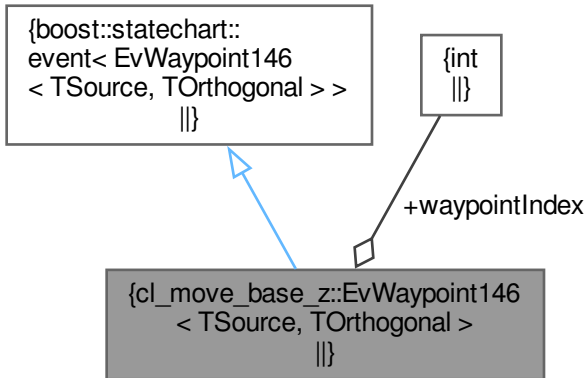 {boost::statechart::
event< EvWaypoint146
< TSource, TOrthogonal > >
||}
{int
||}
+waypointIndex
{cl_move_base_z::EvWaypoint146
< TSource, TOrthogonal >
||}